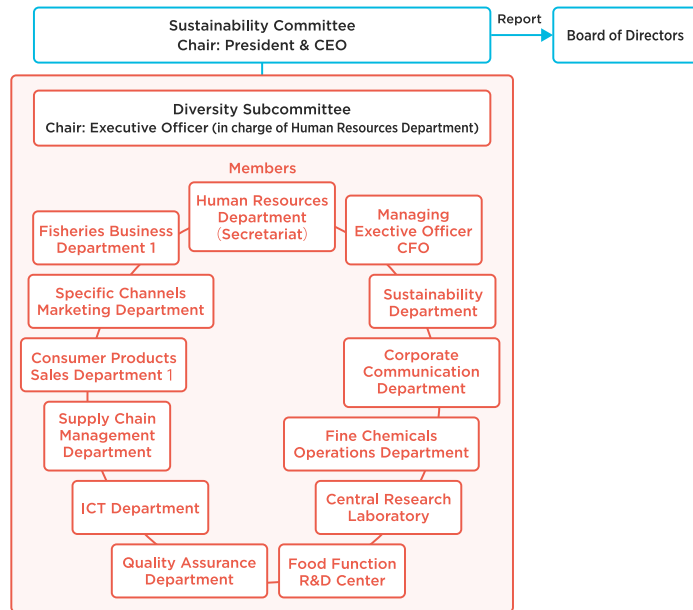 Sustainability Committee
Chair: President & CEO
Report
Board of Directors
Diversity Subcommittee
Chair: Executive Officer (in charge of Human Resources Department)
Members
Human Resources
Department
(Secretariat)
Managing
Exective Officer
CFO
Sustainability
Department
Corporate
Communication
Department
Fine Chemicals
Operations Department
Central Research
Laboratory
Food Function
R&D Center
Quality Assurance
Department
ICT Department
Supply Chain
Management
Department
Consumer Products
Sales Department 1
Specific Channels
Marketing Department
Fisheries Business
Department 1